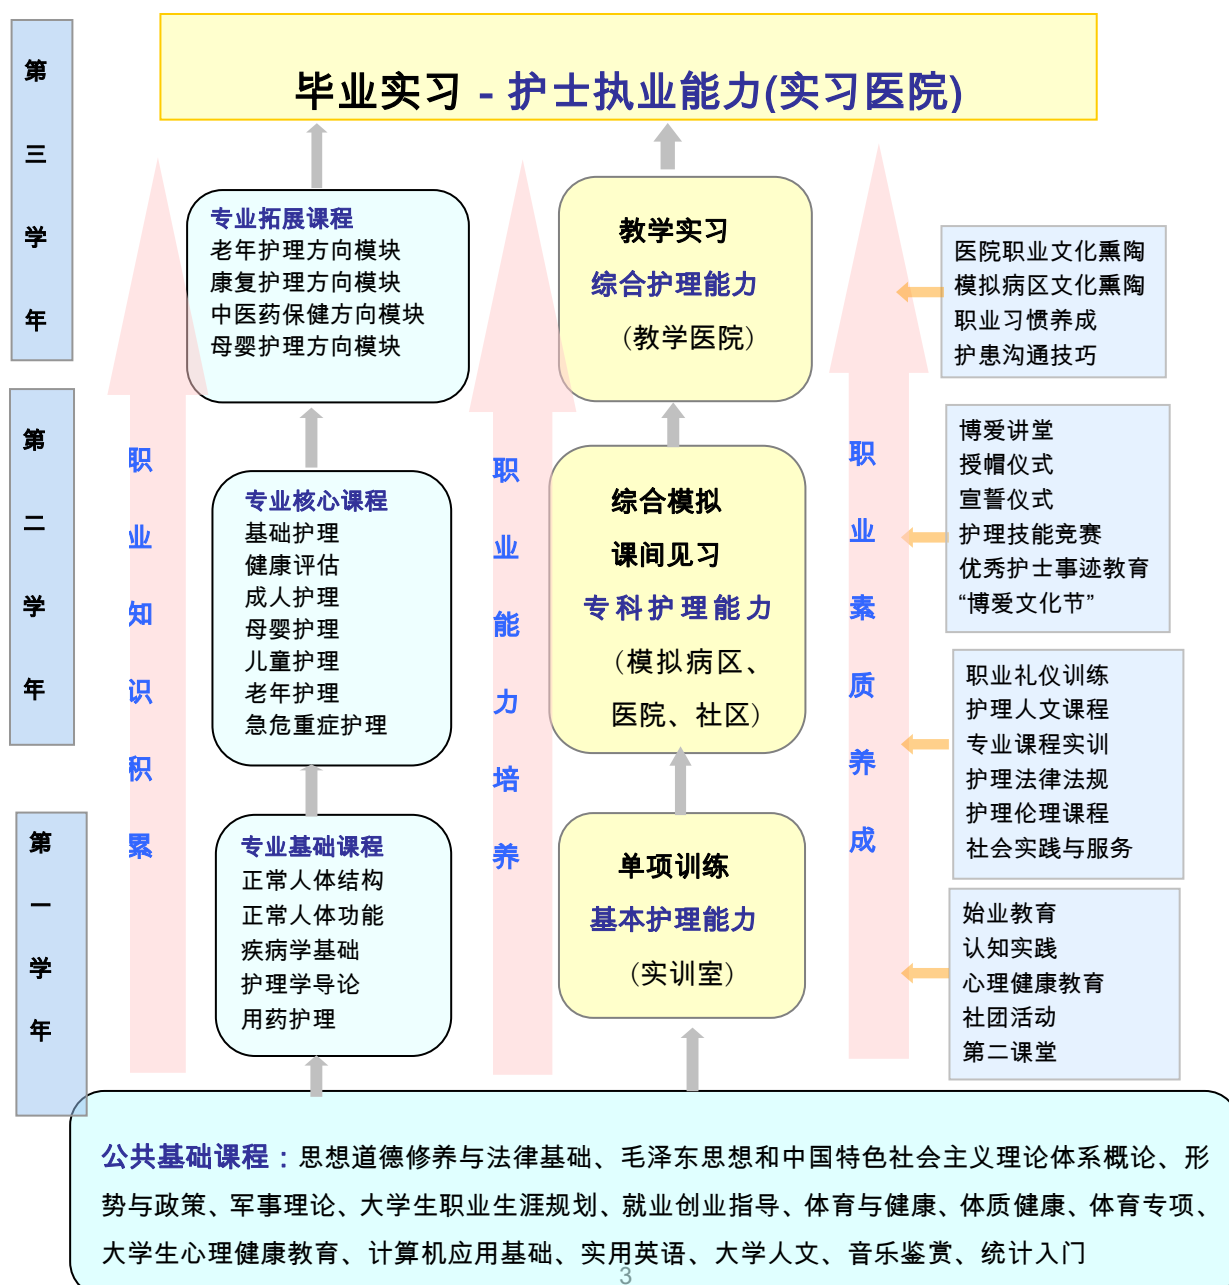 毕业实习 - 护士执业能力(实习医院)
第三学年
第二学年
第一学年
职业知识积累
专业拓展课程
老年护理方向模块
康复护理方向模块
中医药保健方向模块
母婴护理方向模块
专业核心课程
基础护理
健康评估
成人护理
母婴护理
儿童护理
老年护理
急危重症护理
专业基础课程
正常人体结构
正常人体功能
疾病学基础
护理学导论
用药护理
职业能力培养
教学实习
综合护理能力
（教学医院）
综合模拟
课间见习
专科护理能力
（模拟病区、
医院、社区）
单项训练
基本护理能力
（实训室）
职业素质养成
医院职业文化熏陶
模拟病区文化熏陶
职业习惯养成
护患沟通技巧
博爱讲堂
授帽仪式
宣誓仪式
护理技能竞赛
优秀护士事迹教育
“博爱文化节”
职业礼仪训练
护理人文课程
专业课程实训
护理法律法规
护理伦理课程
社会实践与服务
始业教育
认知实践
心理健康教育
社团活动
第二课堂
公共基础课程：思想道德修养与法律基础、毛泽东思想和中国特色社会主义理论体系概论、形
势与政策、军事理论、大学生职业生涯规划、就业创业指导、体育与健康、体质健康、体育专项、
大学生心理健康教育、计算机应用基础、实用英语、大学人文、音乐鉴赏、统计入门
3